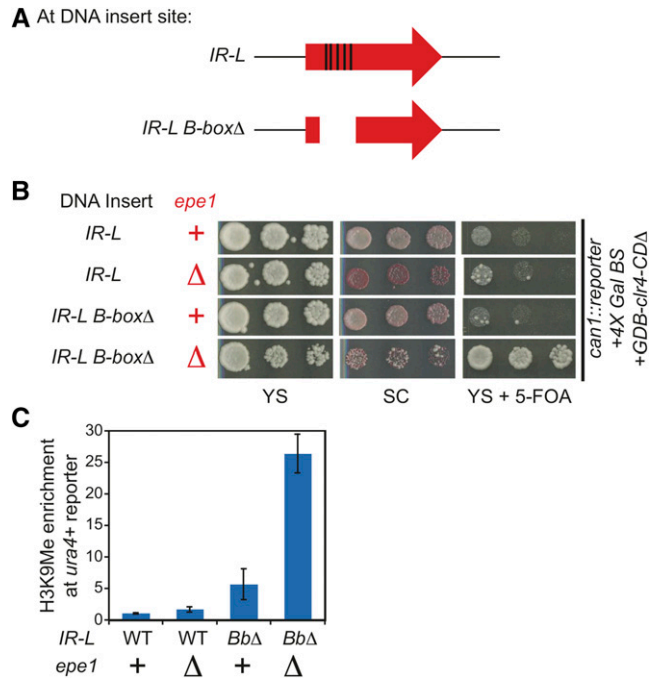 A At DNA insert site:
IR-L
IR-L B-boxΔ
B
DNA Insert epe1
IR-L +
IR-L Δ
IR-L B-boxΔ +
IR-L B-boxΔ Δ
YS SC YS + 5-FOA
can1::reporter
+4X Gal BS
+GDB-clr4-CDΔ
C
H3K9Me enrichment
at ura4+ reporter
30
25
20
15
10
5
0
IR-L WT WT BbΔ BbΔ
epe1 + Δ + Δ